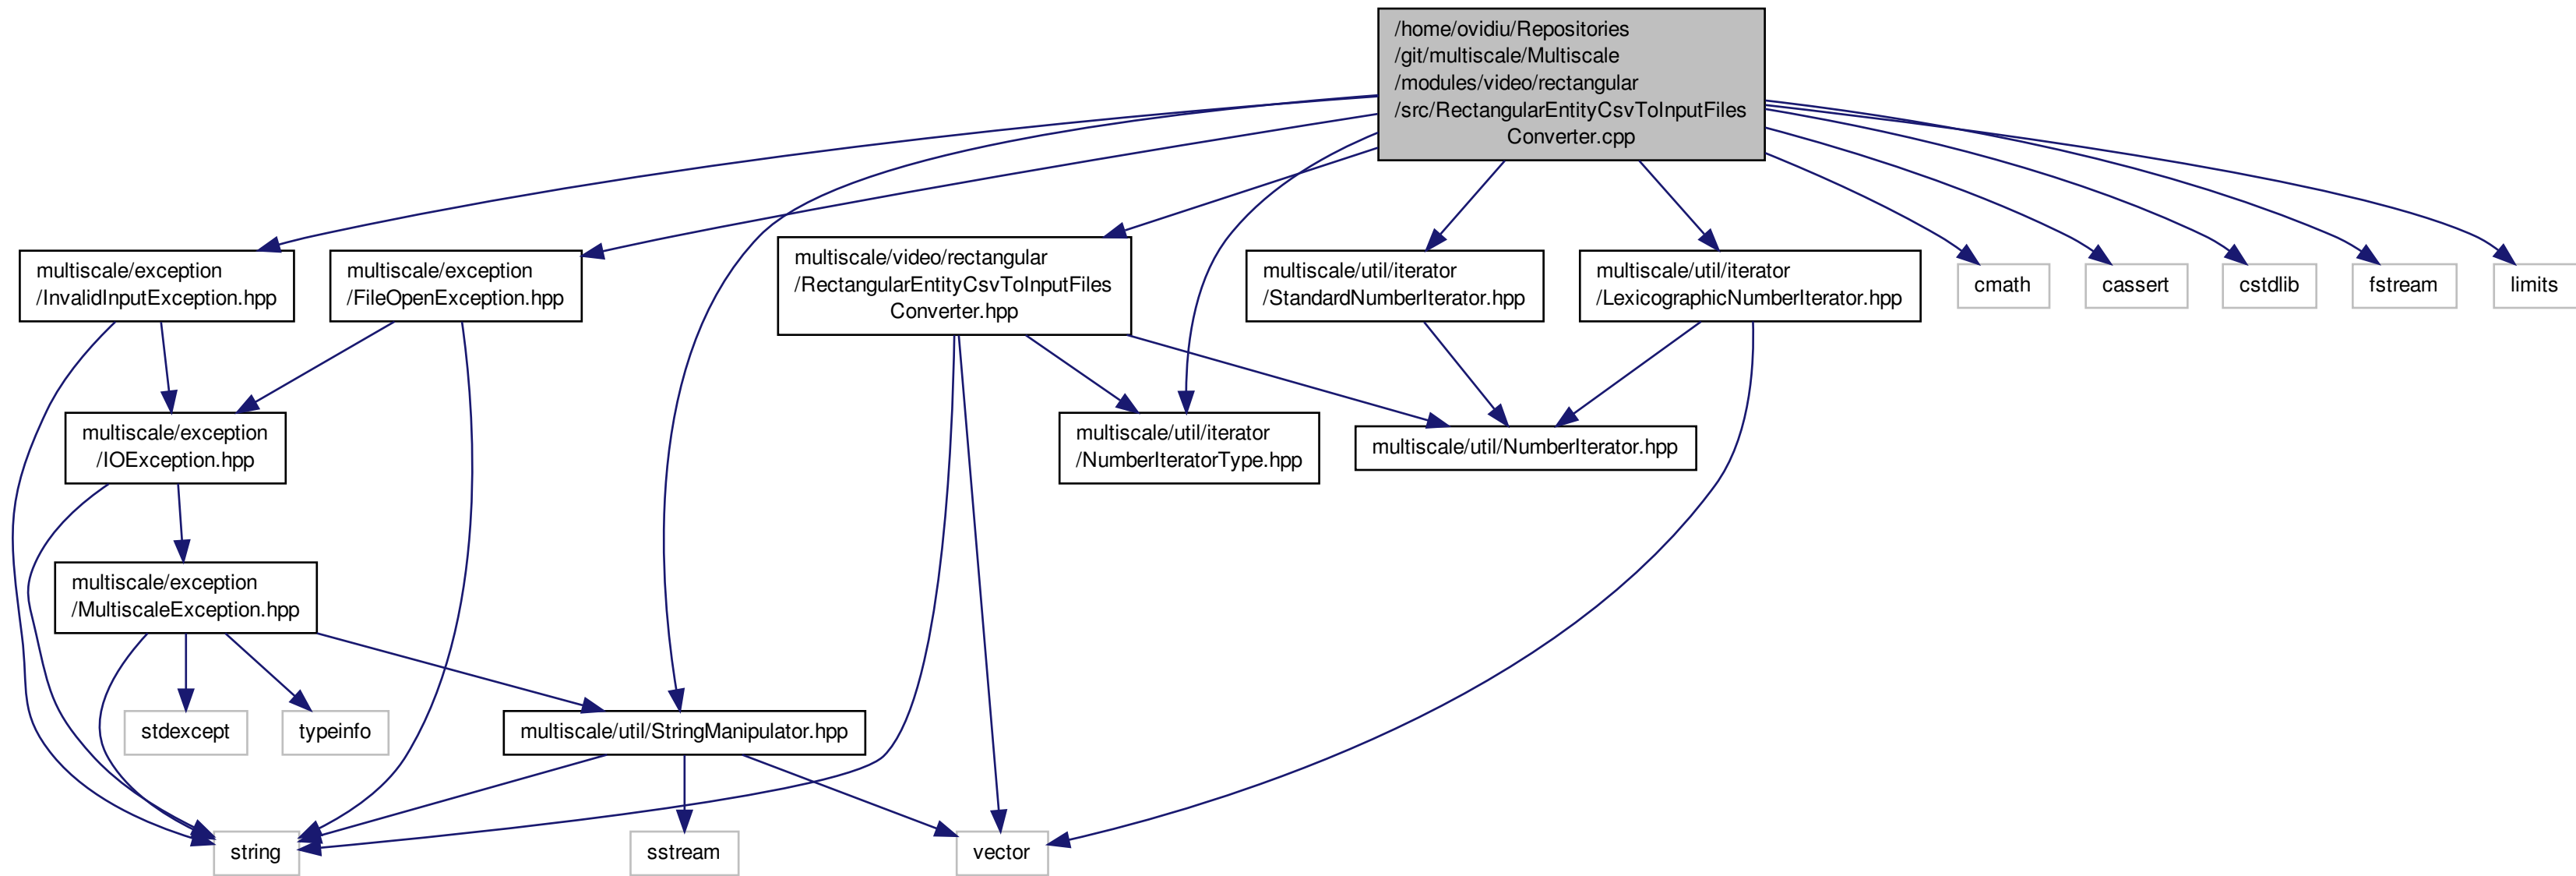 /home/ovidiu/Repositories
/git/multiscale/Multiscale
/modules/video/rectangular
/src/RectangularEntityCsvToInputFiles
Converter.cpp
multiscale/exception
/InvalidInputException.hpp
multiscale/exception
/FileOpenException.hpp
multiscale/video/rectangular
/RectangularEntityCsvToInputFiles
Converter.hpp
multiscale/util/iterator
/StandardNumberIterator.hpp
multiscale/util/iterator
/LexicographicNumberIterator.hpp
cmath
cassert
cstdlib
fstream
limits
multiscale/exception
/IOException.hpp
multiscale/util/iterator
/NumberIteratorType.hpp
multiscale/util/NumberIterator.hpp
multiscale/exception
/MultiscaleException.hpp
stdexcept
typeinfo
multiscale/util/StringManipulator.hpp
string
sstream
vector